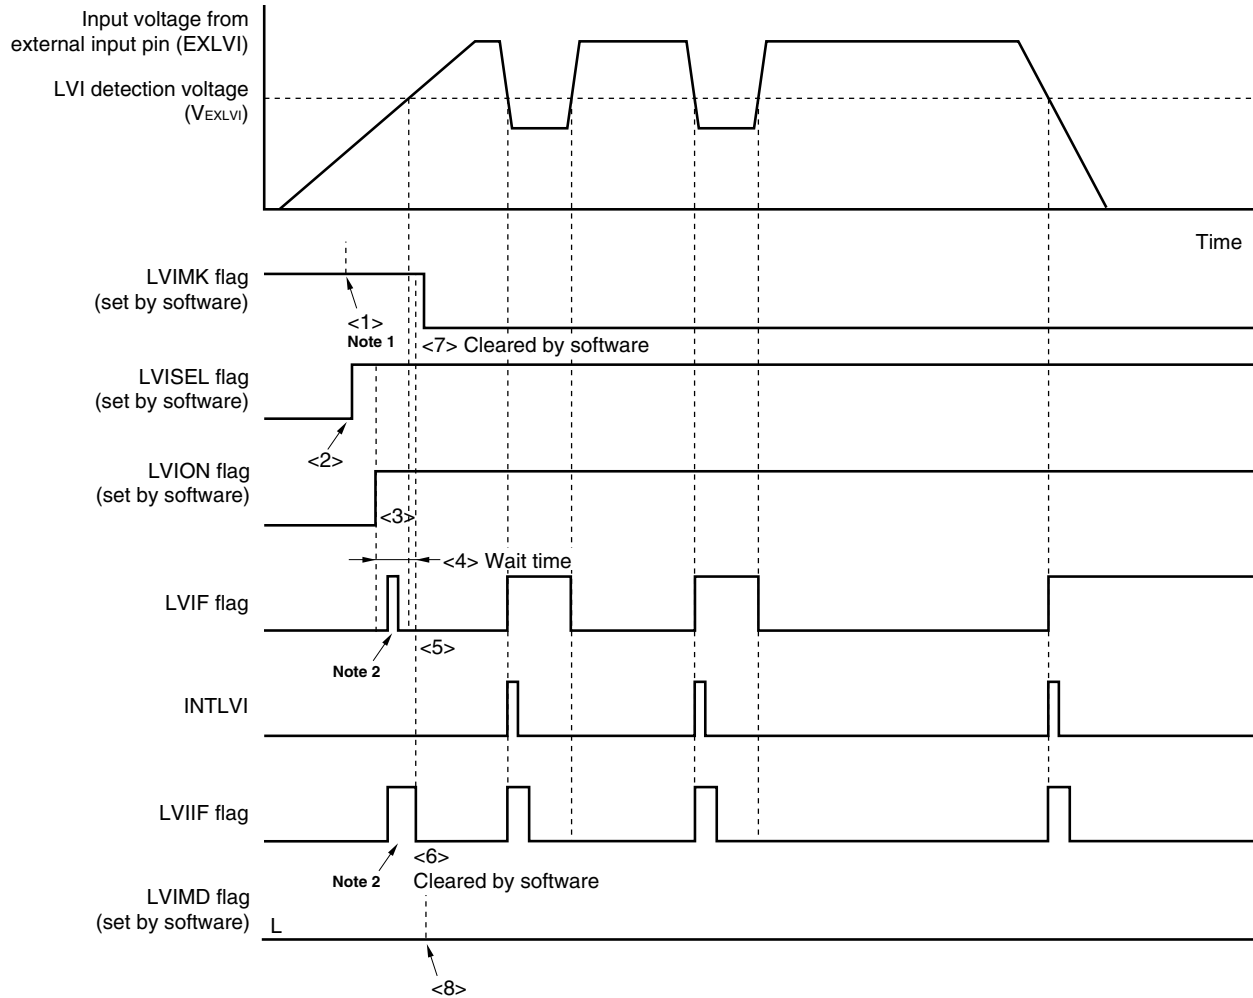 Input voltage from
external input pin (EXLVI)
LVI detection voltage
(VEXLVI)
Time
LVIMK flag
(set by software)
<1>
Note 1
<7> Cleared by software
LVISEL flag
(set by software)
<2>
LVION flag
(set by software)
<3>
<4> Wait time
LVIF flag
Note 2
<5>
INTLVI
LVIIF flag
Note 2
<6>
Cleared by software
LVIMD flag
(set by software)
L
<8>